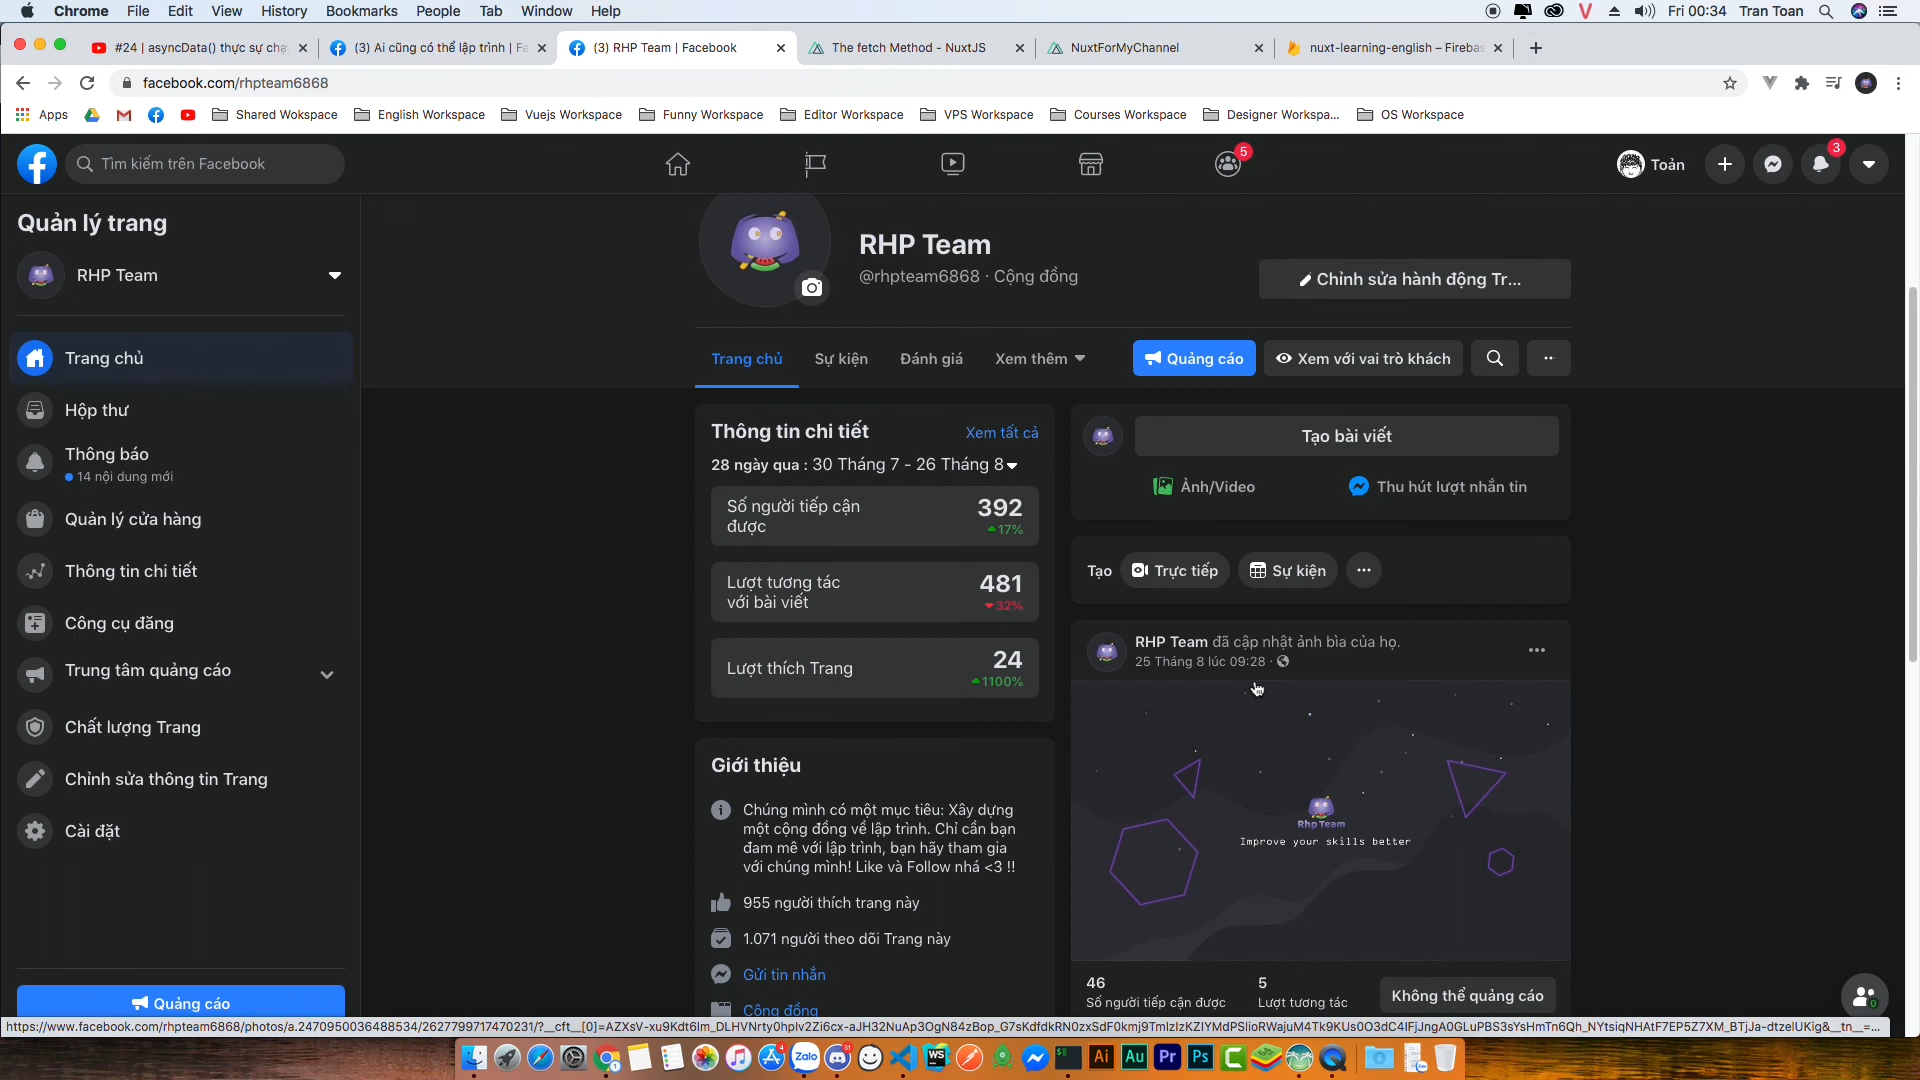 Chrome File Edit View History Bookmarks People Tab Window Help
Fri 00:34 Tran Toan
#24 | asyncData() thực sự chạ
(3) Ai cũng có thể lập trình | Fa
(3) RHP Team | Facebook
The fetch Method - NuxtJS
NuxtForMyChannel
nuxt-learning-english – Firebas
facebook.com/rhpteam6868
Apps
Shared Wokspace
English Workspace
Vuejs Workspace
Funny Workspace
Editor Workspace
VPS Workspace
Courses Workspace
Designer Workspa...
OS Workspace
Tìm kiếm trên Facebook
5
Toản
3
Quản lý trang
RHP Team
Trang chủ
Hộp thư
Thông báo
14 nội dung mới
Quản lý cửa hàng
Thông tin chi tiết
Công cụ đăng
Trung tâm quảng cáo
Chất lượng Trang
Chỉnh sửa thông tin Trang
Cài đặt
Quảng cáo
RHP Team
@rhpteam6868 · Cộng đồng
Chỉnh sửa hành động Tr...
Trang chủ
Sự kiện
Đánh giá
Xem thêm
Quảng cáo
Xem với vai trò khách
Thông tin chi tiết
Xem tất cả
28 ngày qua : 30 Tháng 7 - 26 Tháng 8
Số người tiếp cận được
392
17%
Lượt tương tác với bài viết
481
32%
Lượt thích Trang
24
1100%
Giới thiệu
Chúng mình có một mục tiêu: Xây dựng
một cộng đồng về lập trình. Chỉ cần bạn
đam mê với lập trình, bạn hãy tham gia
với chúng mình! Like và Follow nhá <3 !!
955 người thích trang này
1.071 người theo dõi Trang này
Gửi tin nhắn
Cộng đồng
Tạo bài viết
Ảnh/Video
Thu hút lượt nhắn tin
Tạo
Trực tiếp
Sự kiện
RHP Team đã cập nhật ảnh bìa của họ.
25 Tháng 8 lúc 09:28 ·
Rhp Team
Improve your skills better
46
Số người tiếp cận được
5
Lượt tương tác
Không thể quảng cáo
0
Zalo
WS
Ai
Au
Pr
Ps